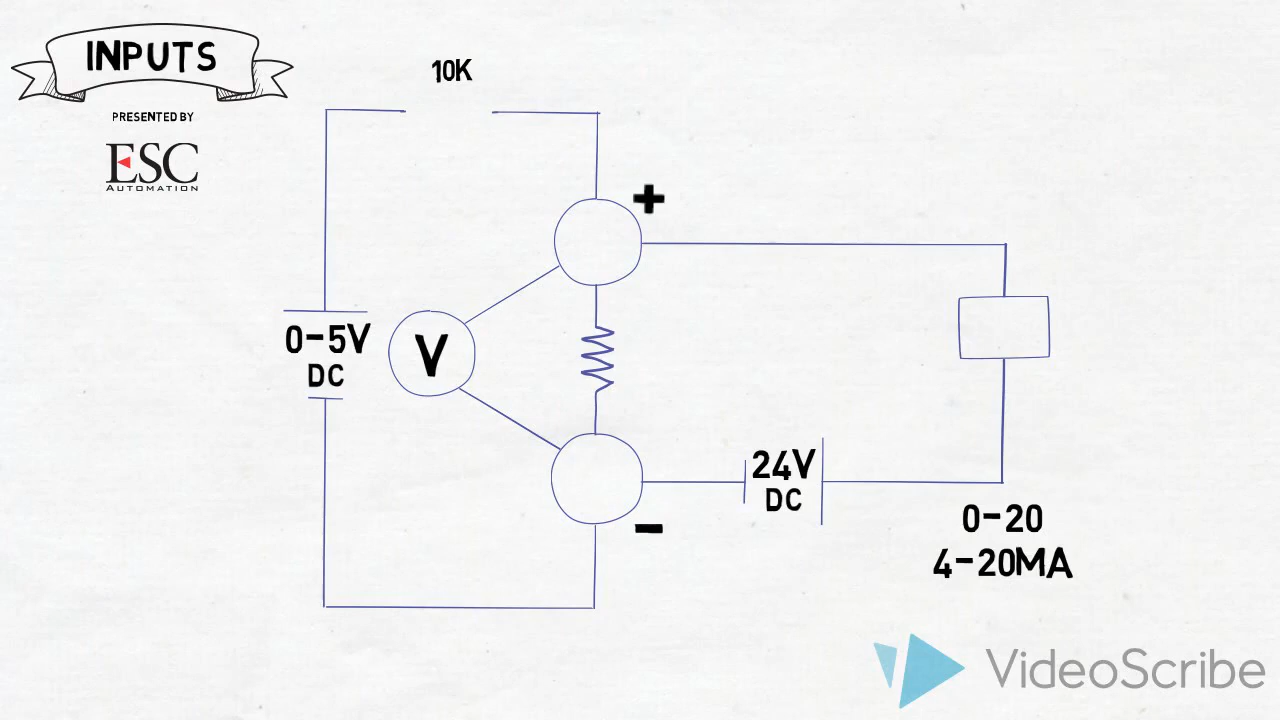 INPUTS
PRESENTED BY
ESC
AUTOMATION
10K
+
0-5V
DC
V
24V
DC
-
0-20
4-20MA
VideoScribe